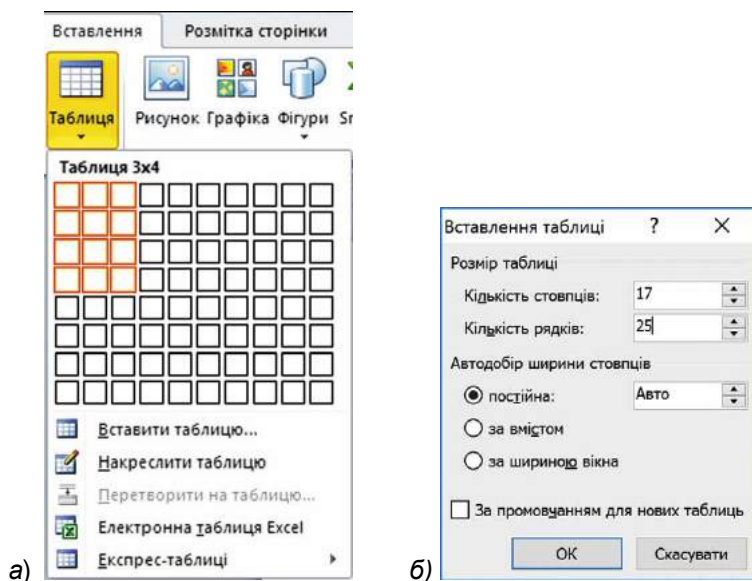 Вставлення Розмітка сторінки
Таблиця Рисунок Графіка Фігури Sr
Таблиця 3x4
Вставити таблицю...
Накреслити таблицю
Перетворити на таблицю...
Електронна таблиця Excel
Експрес-таблиці
а)
Вставлення таблиці ? ×
Розмір таблиці
Кількість стовпців: 17
Кількість рядків: 25
Автодобір ширини стовпців
постійна: Авто
за вмістом
за шириною вікна
За промовчанням для нових таблиць
ОК Скасувати
б)